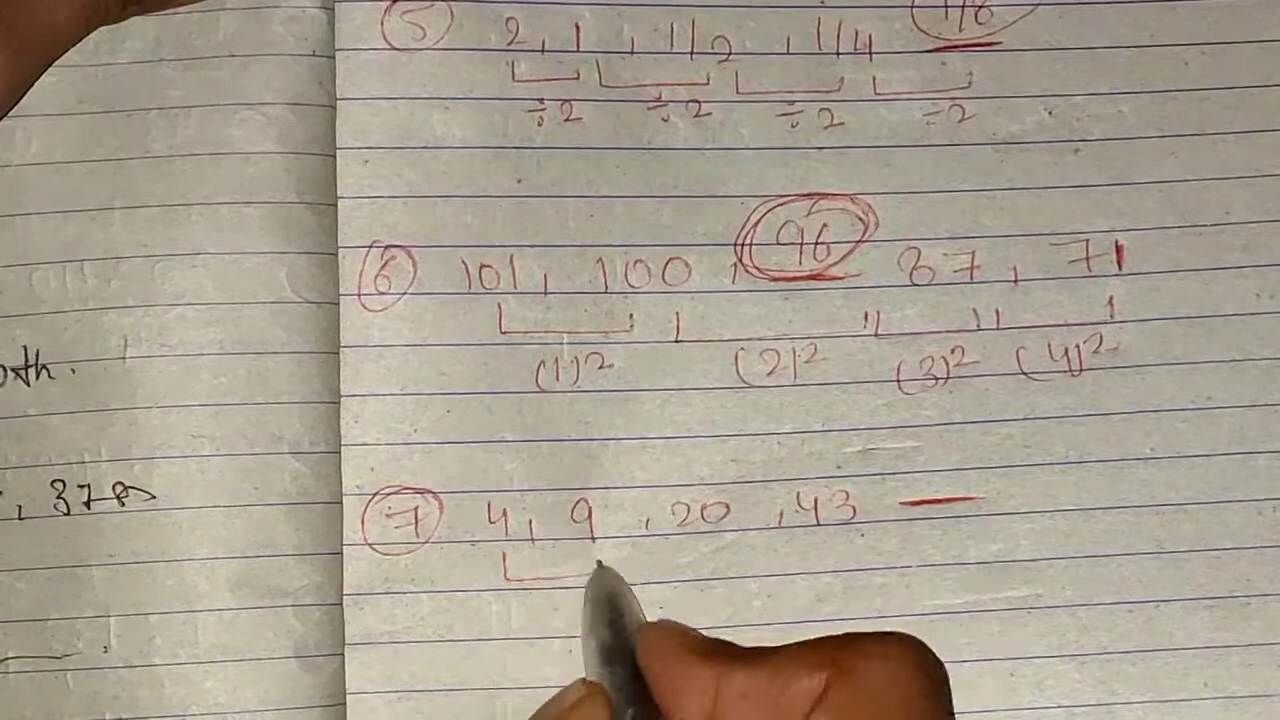 oth.
, 378
5 2, 1, 1/2, 1/4 1/8
÷2 ÷2 ÷2 ÷2
6 101, 100, 96 87, 71
(1)² (2)² (3)² (4)²
7 4, 9, 20, 43 —